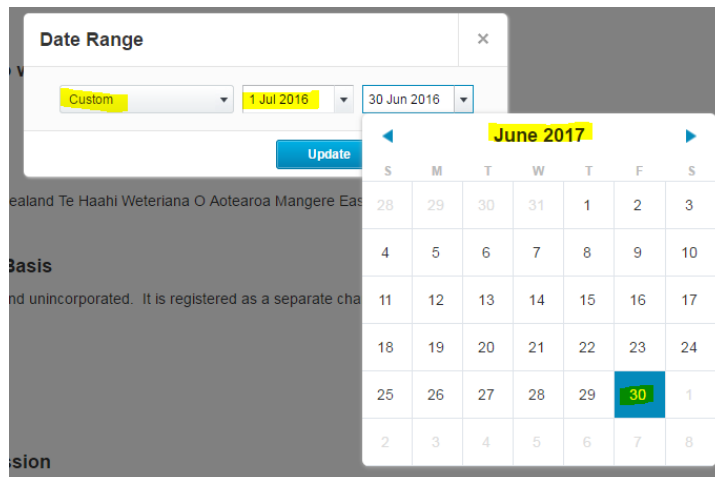 Date Range ×
Custom 1 Jul 2016 30 Jun 2016
Update
June 2017
S M T W T F S
28 29 30 31 1 2 3
4 5 6 7 8 9 10
11 12 13 14 15 16 17
18 19 20 21 22 23 24
25 26 27 28 29 30 1
2 3 4 5 6 7 8
ealand Te Haahi Weteriana O Aotearoa Mangere Eas
Basis
nd unincorporated. It is registered as a separate cha
ssion